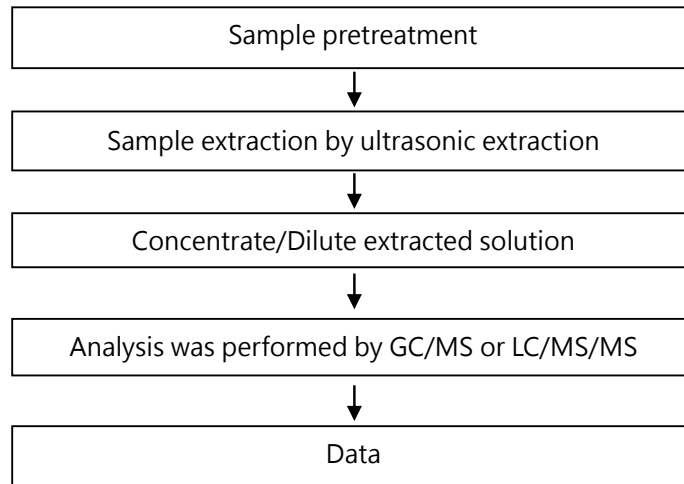 Sample pretreatment
Sample extraction by ultrasonic extraction
Concentrate/Dilute extracted solution
Analysis was performed by GC/MS or LC/MS/MS
Data